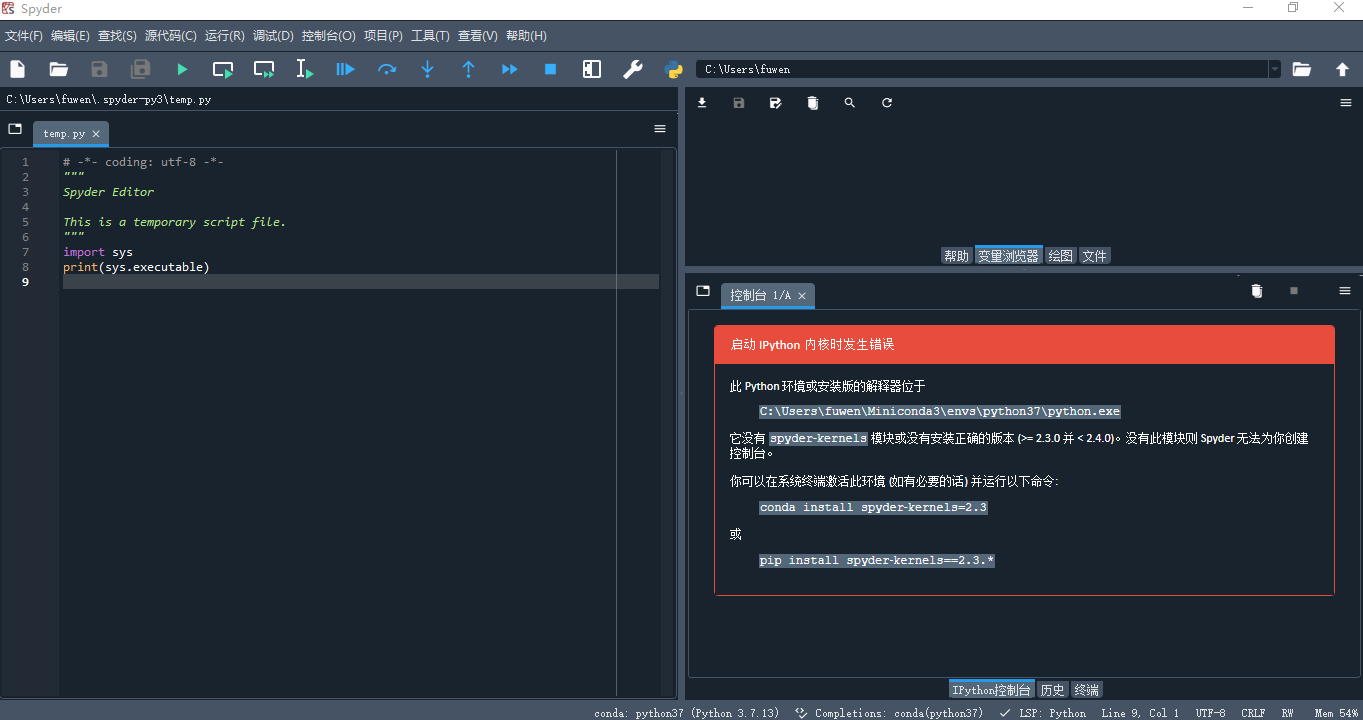 Spyder
文件(F) 编辑(E) 查找(S) 源代码(C) 运行(R) 调试(D) 控制台(O) 项目(P) 工具(T) 查看(V) 帮助(H)
C:\Users\fuwen
C:\Users\fuwen\.spyder-py3\temp.py
temp.py
1 # -*- coding: utf-8 -*-
2 """
3 Spyder Editor
4
5 This is a temporary script file.
6 """
7 import sys
8 print(sys.executable)
9
帮助 变量浏览器 绘图 文件
控制台 1/A
启动 IPython 内核时发生错误
此 Python 环境或安装版的解释器位于
C:\Users\fuwen\Miniconda3\envs\python37\python.exe
它没有 spyder-kernels 模块或没有安装正确的版本 (>= 2.3.0 并 < 2.4.0)。没有此模块则 Spyder 无法为你创建
控制台。
你可以在系统终端激活此环境 (如有必要的话) 并运行以下命令:
conda install spyder-kernels=2.3
或
pip install spyder-kernels==2.3.*
IPython控制台 历史 终端
conda: python37 (Python 3.7.13) Completions: conda(python37) LSP: Python Line 9, Col 1 UTF-8 CRLF RW Mem 54%